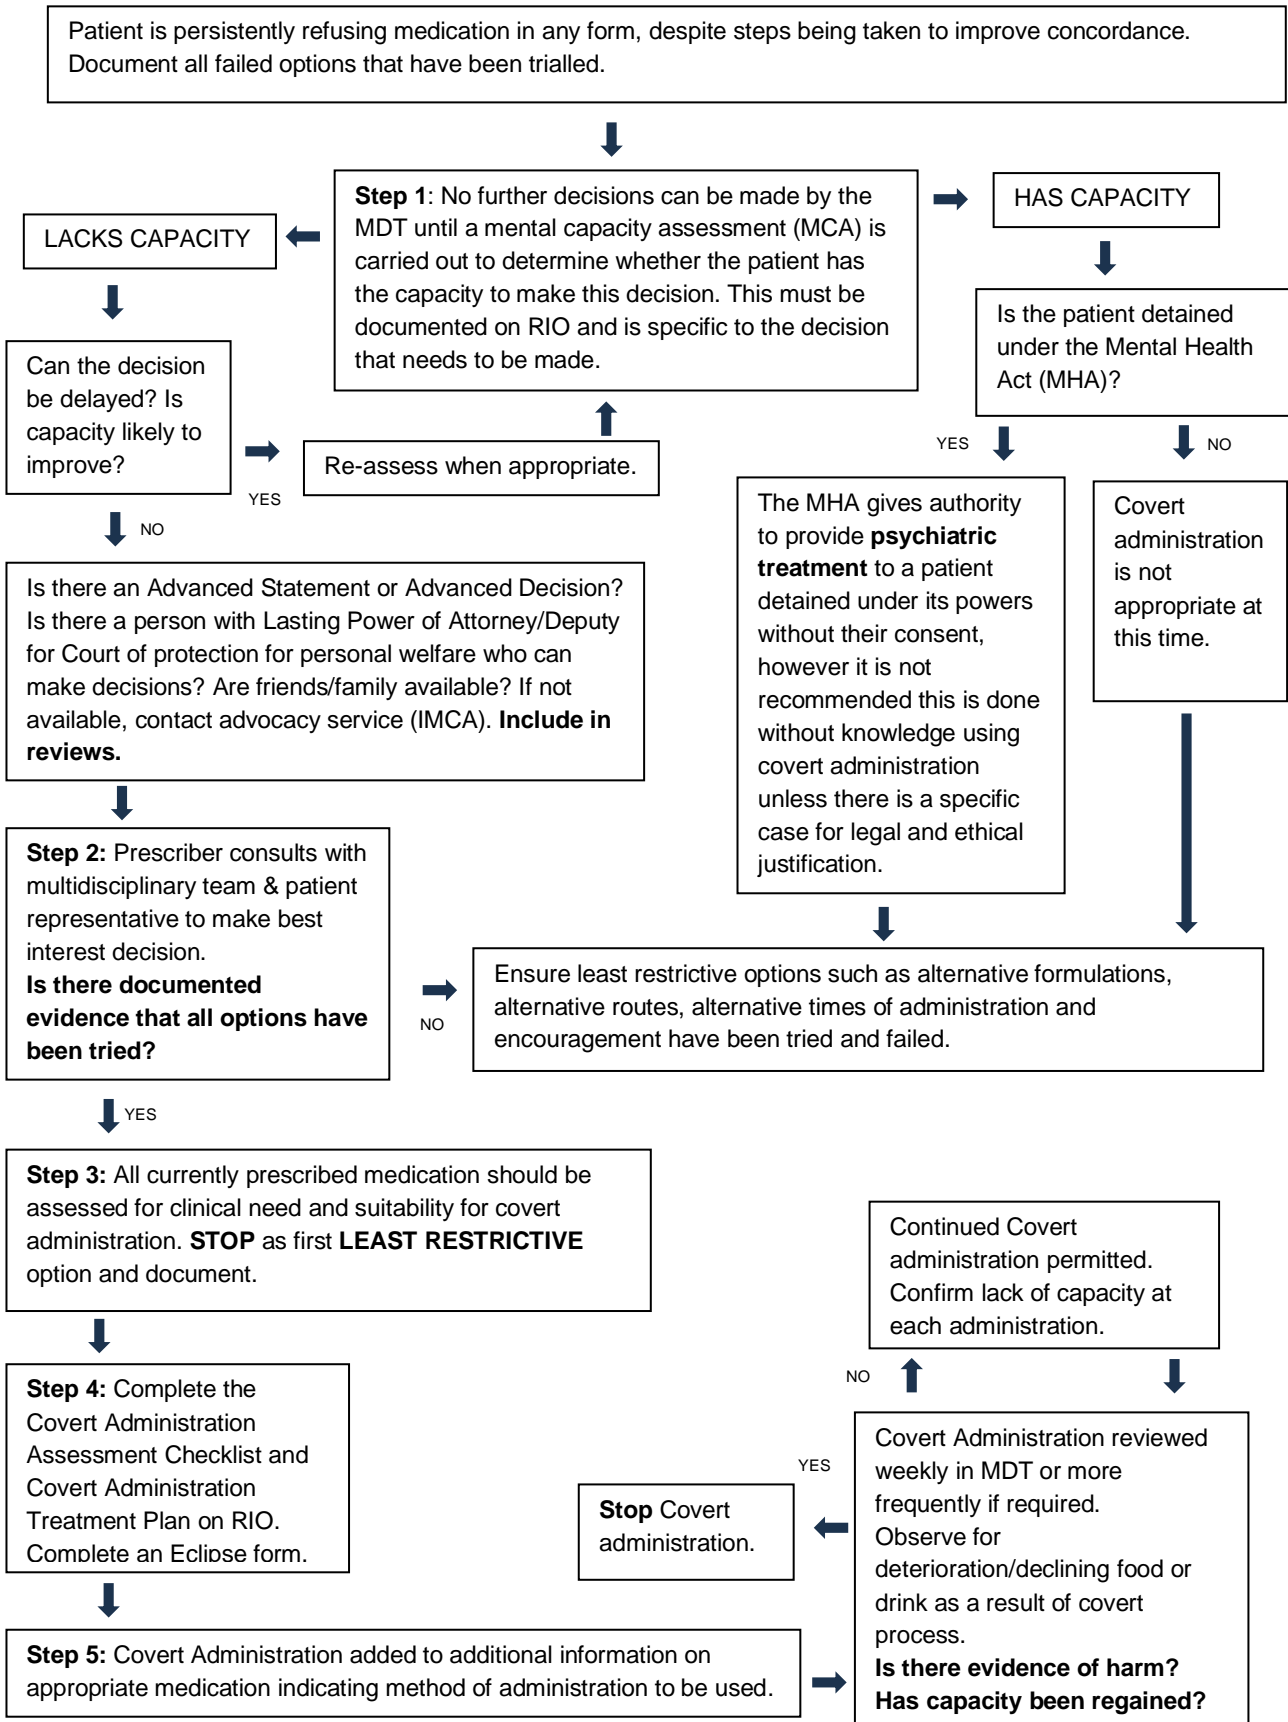 Patient is persistently refusing medication in any form, despite steps being taken to improve concordance.
Document all failed options that have been trialled.
Step 1: No further decisions can be made by the
MDT until a mental capacity assessment (MCA) is
carried out to determine whether the patient has
the capacity to make this decision. This must be
documented on RIO and is specific to the decision
that needs to be made.
LACKS CAPACITY
HAS CAPACITY
Can the decision
be delayed? Is
capacity likely to
improve?
YES
Re-assess when appropriate.
NO
Is the patient detained
under the Mental Health
Act (MHA)?
YES
NO
The MHA gives authority
to provide psychiatric
treatment to a patient
detained under its powers
without their consent,
however it is not
recommended this is done
without knowledge using
covert administration
unless there is a specific
case for legal and ethical
justification.
Covert
administration
is not
appropriate at
this time.
Is there an Advanced Statement or Advanced Decision?
Is there a person with Lasting Power of Attorney/Deputy
for Court of protection for personal welfare who can
make decisions? Are friends/family available? If not
available, contact advocacy service (IMCA). Include in
reviews.
Step 2: Prescriber consults with
multidisciplinary team & patient
representative to make best
interest decision.
Is there documented
evidence that all options have
been tried?
NO
Ensure least restrictive options such as alternative formulations,
alternative routes, alternative times of administration and
encouragement have been tried and failed.
YES
Step 3: All currently prescribed medication should be
assessed for clinical need and suitability for covert
administration. STOP as first LEAST RESTRICTIVE
option and document.
Step 4: Complete the
Covert Administration
Assessment Checklist and
Covert Administration
Treatment Plan on RIO.
Complete an Eclipse form.
Step 5: Covert Administration added to additional information on
appropriate medication indicating method of administration to be used.
Continued Covert
administration permitted.
Confirm lack of capacity at
each administration.
NO
Covert Administration reviewed
weekly in MDT or more
frequently if required.
Observe for
deterioration/declining food or
drink as a result of covert
process.
Is there evidence of harm?
Has capacity been regained?
YES
Stop Covert
administration.